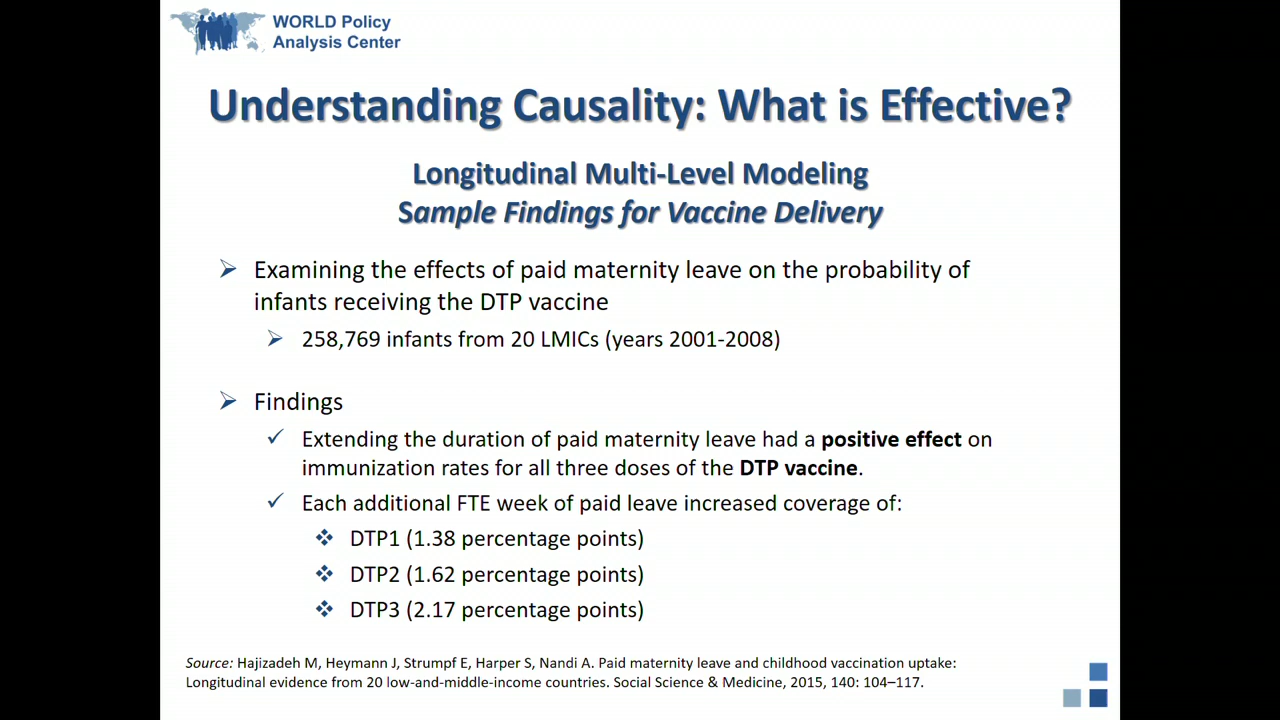 WORLD Policy
Analysis Center
Understanding Causality: What is Effective?
Longitudinal Multi-Level Modeling
Sample Findings for Vaccine Delivery
Examining the effects of paid maternity leave on the probability of
infants receiving the DTP vaccine
258,769 infants from 20 LMICs (years 2001-2008)
Findings
Extending the duration of paid maternity leave had a positive effect on
immunization rates for all three doses of the DTP vaccine.
Each additional FTE week of paid leave increased coverage of:
DTP1 (1.38 percentage points)
DTP2 (1.62 percentage points)
DTP3 (2.17 percentage points)
Source: Hajizadeh M, Heymann J, Strumpf E, Harper S, Nandi A. Paid maternity leave and childhood vaccination uptake:
Longitudinal evidence from 20 low-and-middle-income countries. Social Science & Medicine, 2015, 140: 104–117.